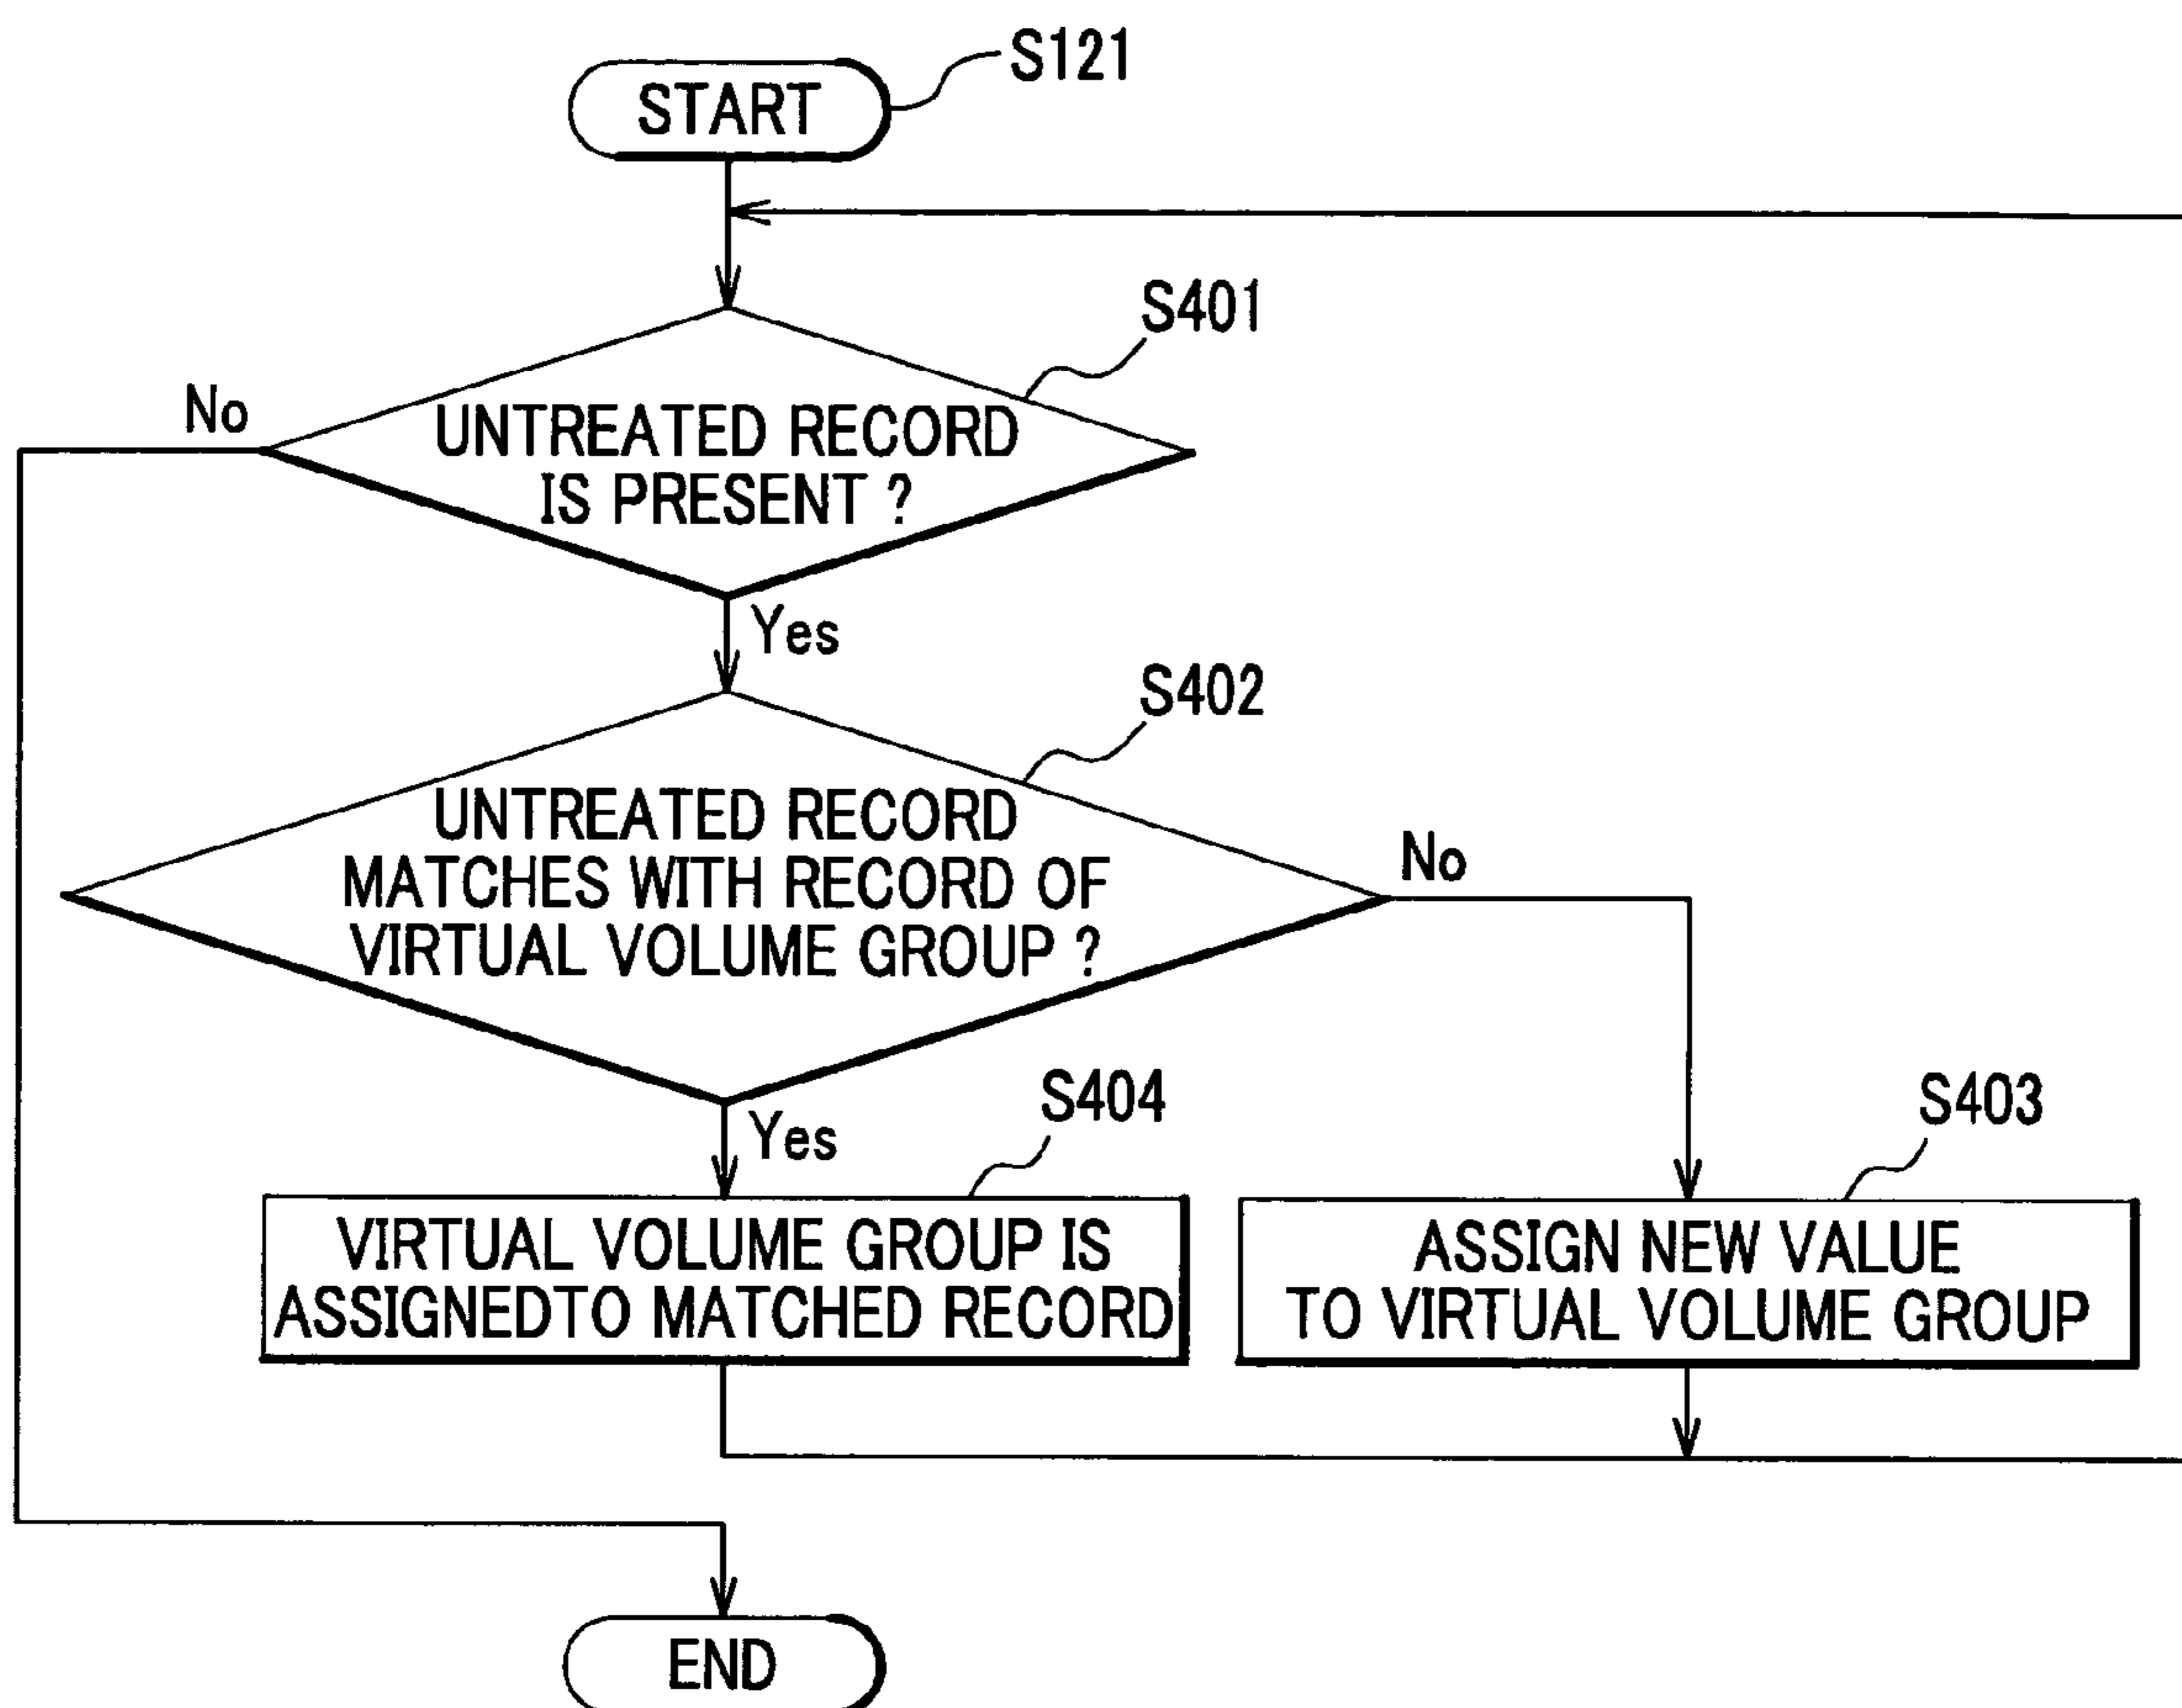 START
S121
S401
No
UNTREATED RECORD
IS PRESENT ?
Yes
S402
UNTREATED RECORD
MATCHES WITH RECORD OF
VIRTUAL VOLUME GROUP ?
No
Yes
S404
VIRTUAL VOLUME GROUP IS
ASSIGNEDTO MATCHED RECORD
S403
ASSIGN NEW VALUE
TO VIRTUAL VOLUME GROUP
END